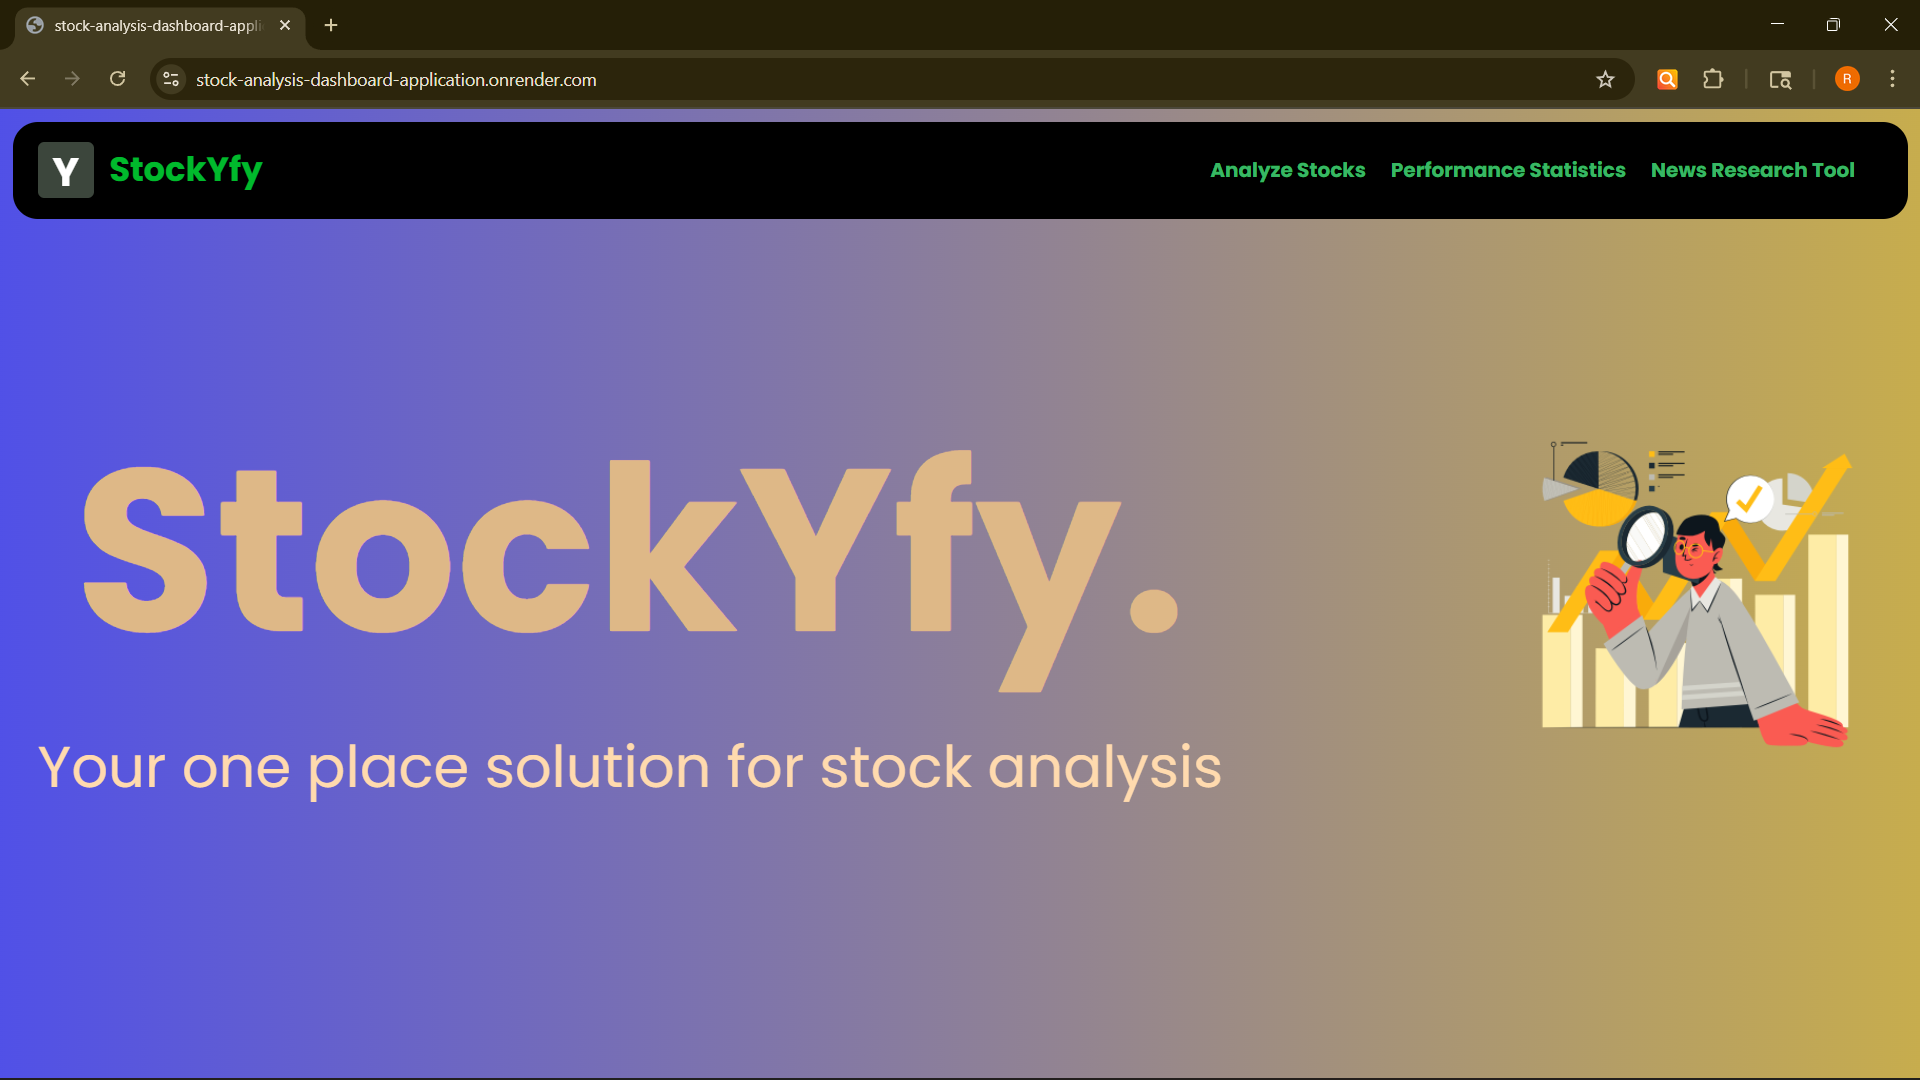 stock-analysis-dashboard-appli
stock-analysis-dashboard-application.onrender.com
R
Y StockYfy
Analyze Stocks Performance Statistics News Research Tool
StockYfy.
Your one place solution for stock analysis